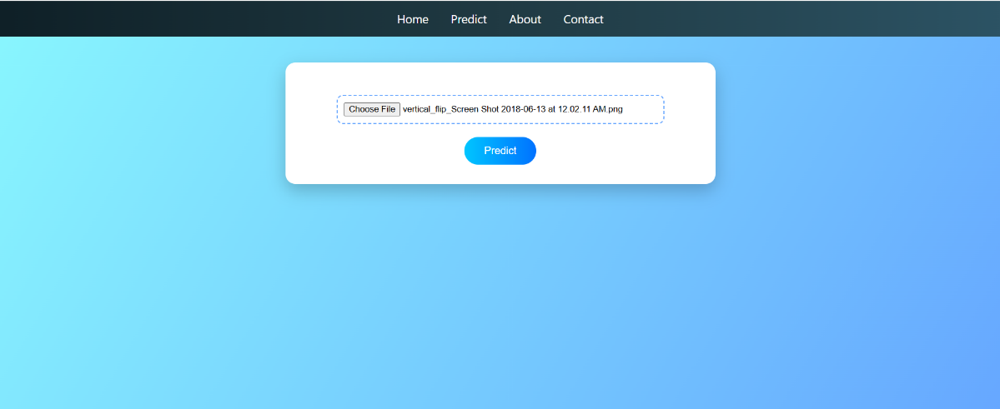 Home Predict About Contact
Choose File vertical_flip_Screen Shot 2018-06-13 at 12.02.11 AM.png
Predict